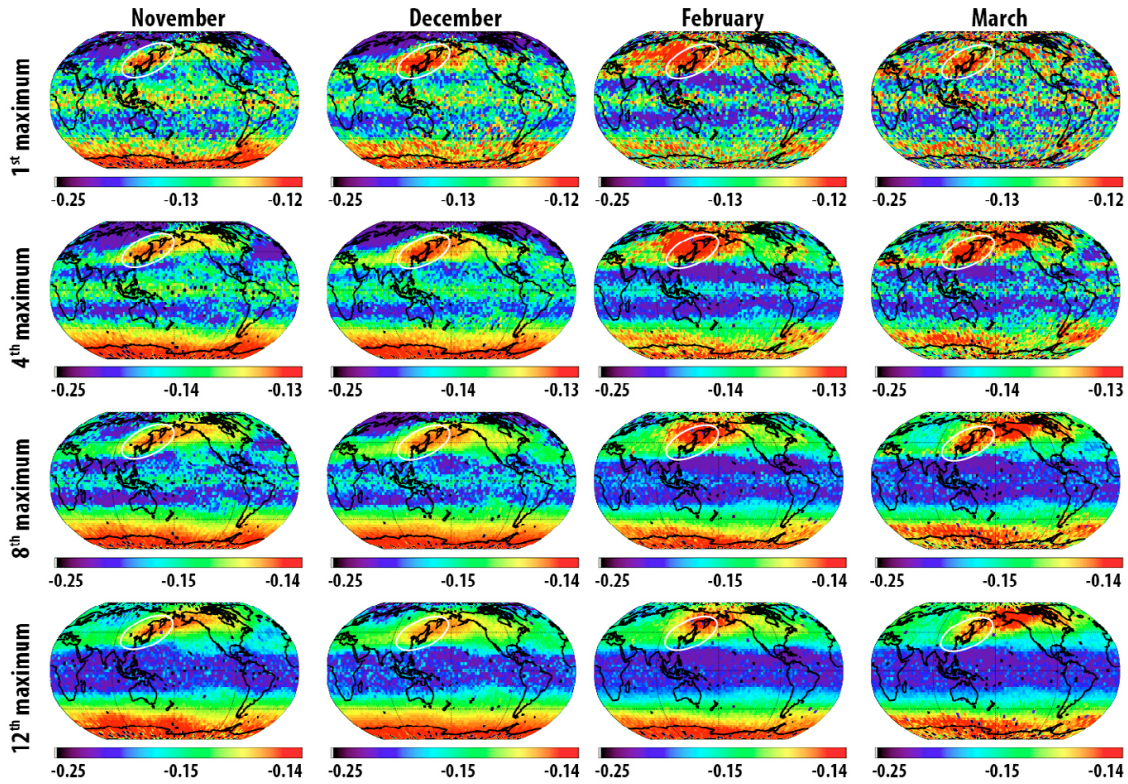 November December February March
1st maximum
-0.25 -0.13 -0.12 -0.25 -0.13 -0.12 -0.25 -0.13 -0.12 -0.25 -0.13 -0.12
4th maximum
-0.25 -0.14 -0.13 -0.25 -0.14 -0.13 -0.25 -0.14 -0.13 -0.25 -0.14 -0.13
8th maximum
-0.25 -0.15 -0.14 -0.25 -0.15 -0.14 -0.25 -0.15 -0.14 -0.25 -0.15 -0.14
12th maximum
-0.25 -0.15 -0.14 -0.25 -0.15 -0.14 -0.25 -0.15 -0.14 -0.25 -0.15 -0.14